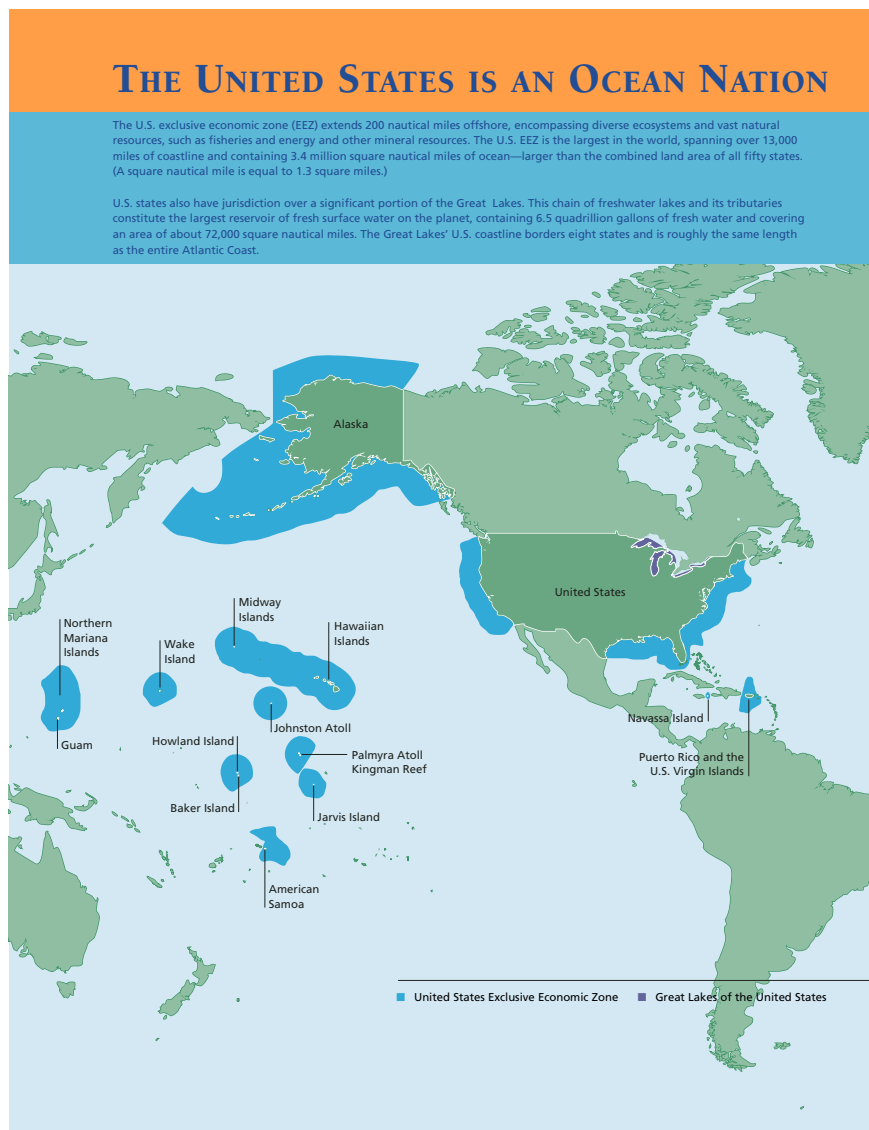 THE UNITED STATES IS AN OCEAN NATION
The U.S. exclusive economic zone (EEZ) extends 200 nautical miles offshore, encompassing diverse ecosystems and vast natural
resources, such as fisheries and energy and other mineral resources. The U.S. EEZ is the largest in the world, spanning over 13,000
miles of coastline and containing 3.4 million square nautical miles of ocean—larger than the combined land area of all fifty states.
(A square nautical mile is equal to 1.3 square miles.)
U.S. states also have jurisdiction over a significant portion of the Great Lakes. This chain of freshwater lakes and its tributaries
constitute the largest reservoir of fresh surface water on the planet, containing 6.5 quadrillion gallons of fresh water and covering
an area of about 72,000 square nautical miles. The Great Lakes’ U.S. coastline borders eight states and is roughly the same length
as the entire Atlantic Coast.
Alaska
United States
Northern
Mariana
Islands
Wake
Island
Midway
Islands
Hawaiian
Islands
Guam
Johnston Atoll
Howland Island
Palmyra Atoll
Kingman Reef
Baker Island
Jarvis Island
American
Samoa
Navassa Island
Puerto Rico and the
U.S. Virgin Islands
United States Exclusive Economic Zone
Great Lakes of the United States